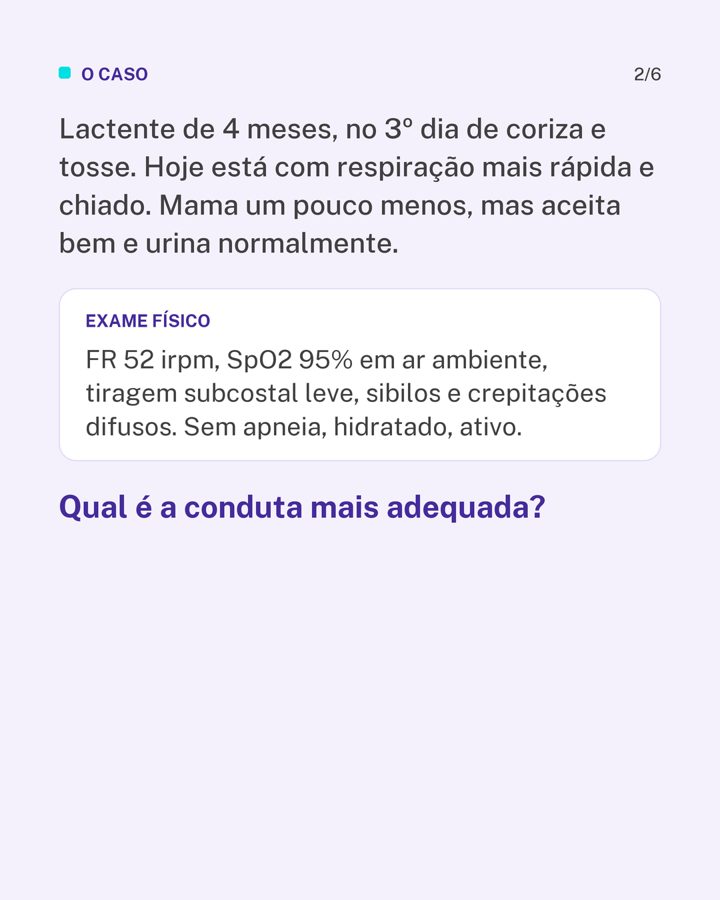 O CASO
2/6
Lactente de 4 meses, no 3º dia de coriza e
tosse. Hoje está com respiração mais rápida e
chiado. Mama um pouco menos, mas aceita
bem e urina normalmente.
EXAME FÍSICO
FR 52 irpm, SpO2 95% em ar ambiente,
tiragem subcostal leve, sibilos e crepitações
difusos. Sem apneia, hidratado, ativo.
Qual é a conduta mais adequada?